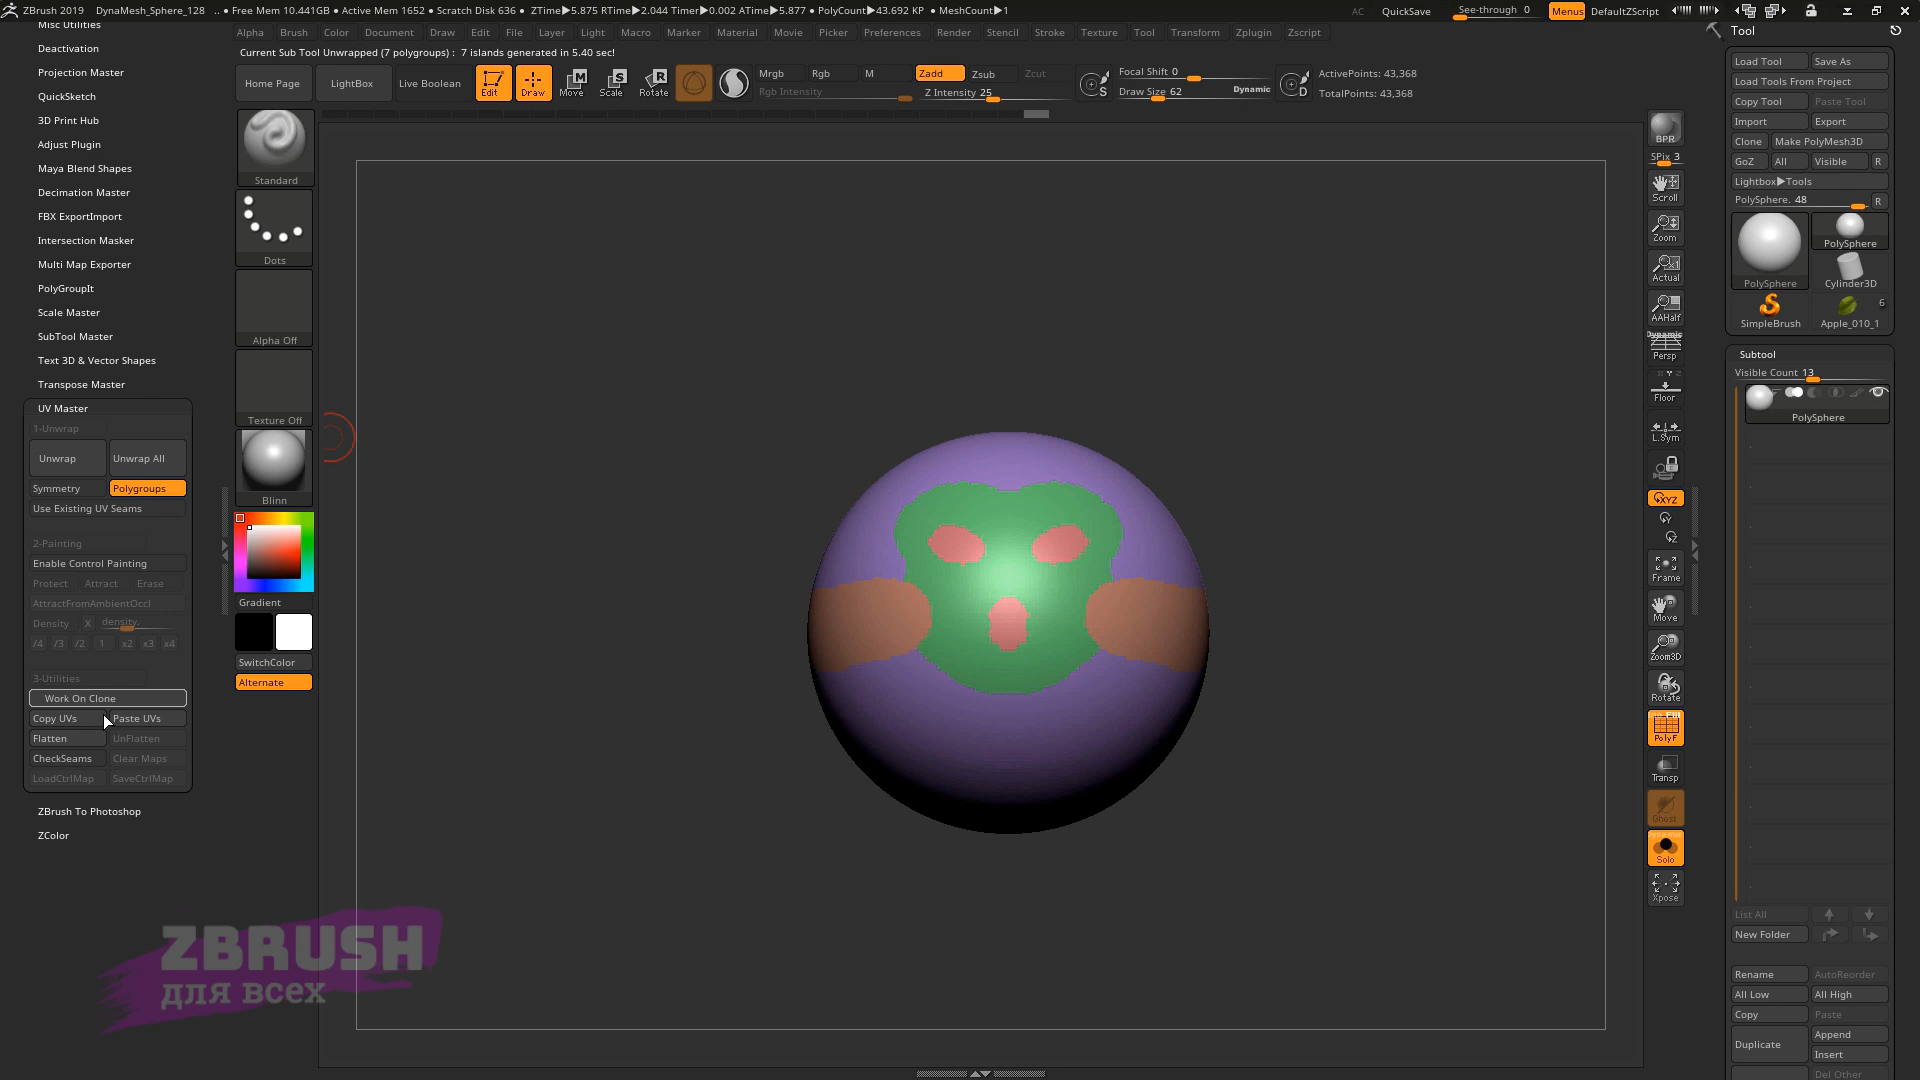 ZBrush 2019 DynaMesh_Sphere_128 .. • Free Mem 10.441GB • Active Mem 1652 • Scratch Disk 636 • ZTime▶5.875 RTime▶2.044 Timer▶0.002 ATime▶5.877 • PolyCount▶43.692 KP • MeshCount▶1 AC QuickSave See-through 0 Menus DefaultZScript
Alpha Brush Color Document Draw Edit File Layer Light Macro Marker Material Movie Picker Preferences Render Stencil Stroke Texture Tool Transform Zplugin Zscript
Current Sub Tool Unwrapped (7 polygroups) : 7 islands generated in 5.40 sec!
Home Page LightBox Live Boolean Edit Draw Move Scale Rotate
M S R
Mrgb Rgb M Zadd Zsub Zcut
Rgb Intensity Z Intensity 25
S Focal Shift 0
Draw Size 62 Dynamic
D ActivePoints: 43,368
TotalPoints: 43,368
Misc Utilities
Deactivation
Projection Master
QuickSketch
3D Print Hub
Adjust Plugin
Maya Blend Shapes
Decimation Master
FBX ExportImport
Intersection Masker
Multi Map Exporter
PolyGroupIt
Scale Master
SubTool Master
Text 3D & Vector Shapes
Transpose Master
UV Master
1-Unwrap
Unwrap Unwrap All
Symmetry Polygroups
Use Existing UV Seams
2-Painting
Enable Control Painting
Protect Attract Erase
AttractFromAmbientOccl
Density X density.
/4 /3 /2 1 x2 x3 x4
3-Utilities
Work On Clone
Copy UVs Paste UVs
Flatten UnFlatten
CheckSeams Clear Maps
LoadCtrlMap SaveCtrlMap
ZBrush To Photoshop
ZColor
Standard
Dots
Alpha Off
Texture Off
Blinn
Gradient
SwitchColor
Alternate
ZBRUSH
для всех
BPR
SPix 3
Scroll
Zoom
Actual
AAHalf
Dynamic
Persp
Floor
L.Sym
XYZ
Y
Z
Frame
Move
Zoom3D
Rotate
PolyF
Transp
Ghost
Solo
Xpose
Tool
Load Tool Save As
Load Tools From Project
Copy Tool Paste Tool
Import Export
Clone Make PolyMesh3D
GoZ All Visible R
Lightbox▶Tools
PolySphere. 48 R
PolySphere
PolySphere
Cylinder3D
SimpleBrush
6
Apple_010_1
Subtool
Visible Count 13
PolySphere
List All
New Folder
Rename AutoReorder
All Low All High
Copy Paste
Duplicate Append
Insert
Del Other